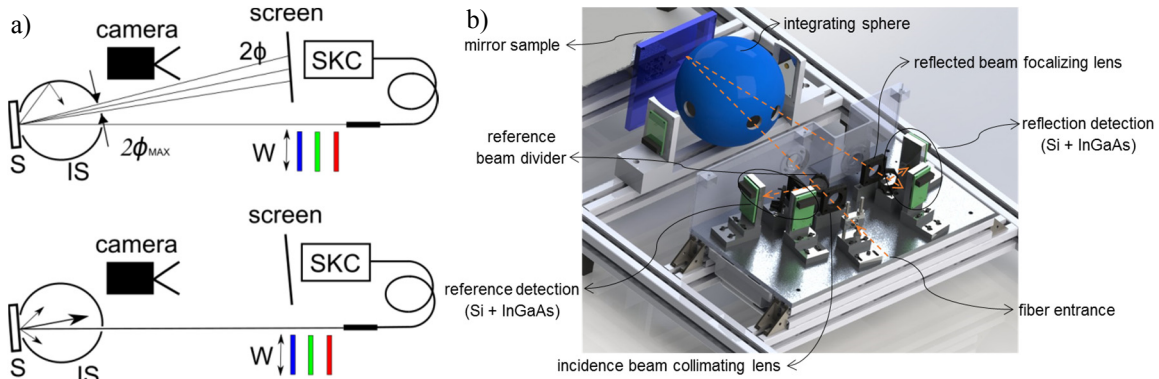 a)
screen
camera
2ϕ
SKC
W
2ϕMAX
S
IS
screen
camera
SKC
W
S
IS
b)
integrating sphere
mirror sample
reflected beam focalizing lens
reference
beam divider
reflection detection
(Si + InGaAs)
reference detection
(Si + InGaAs)
fiber entrance
incidence beam collimating lens